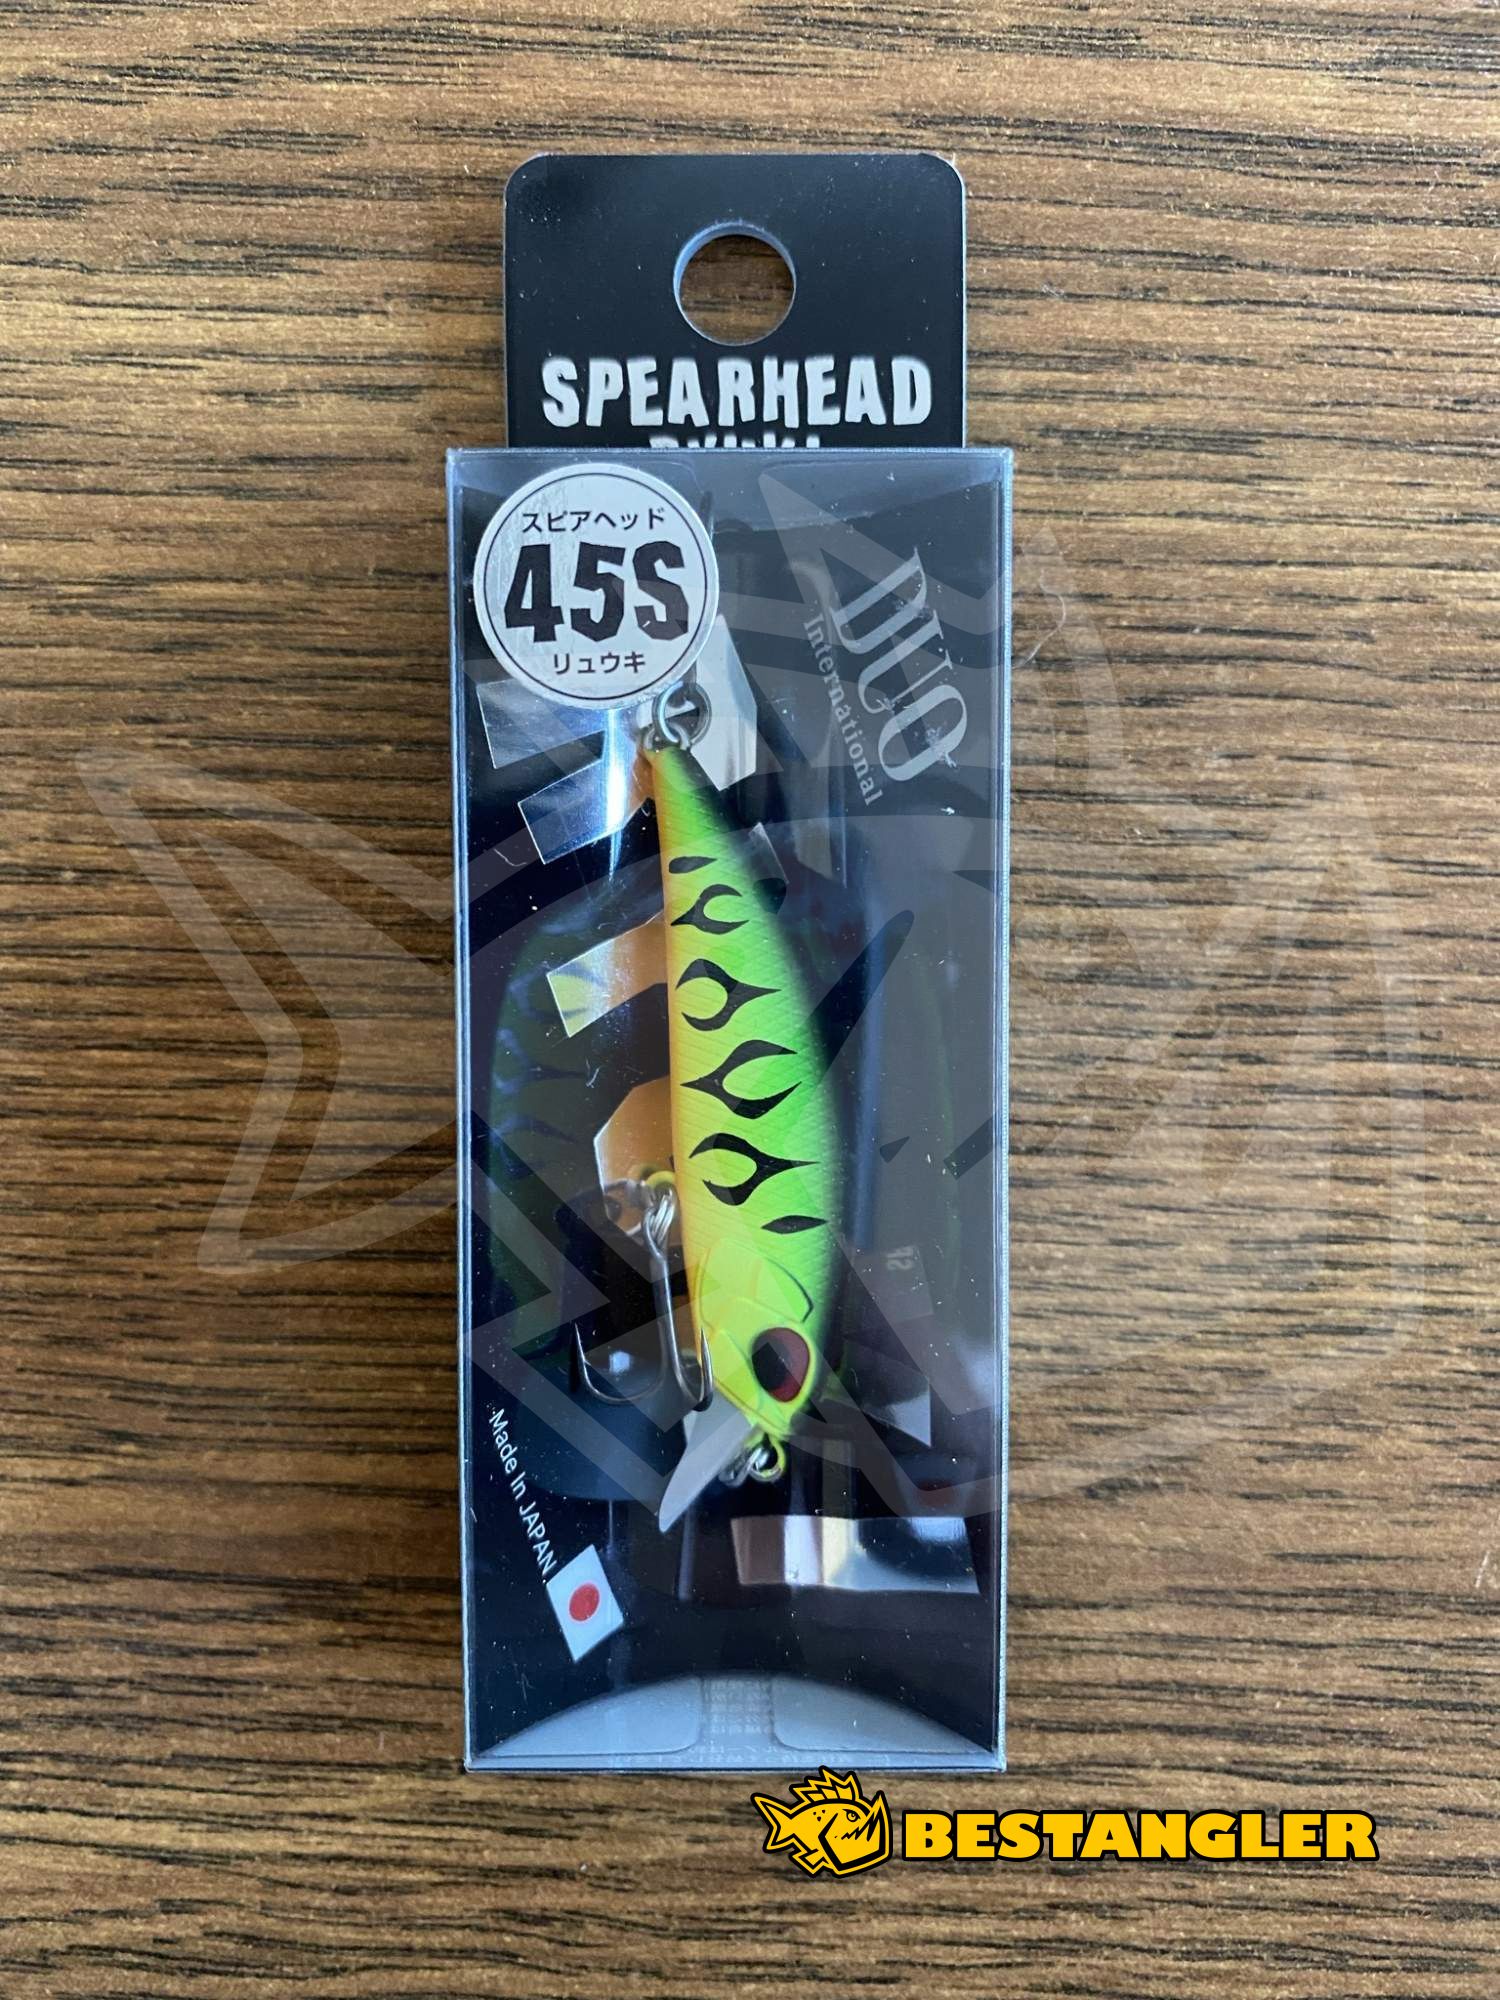 SPEARHEAD
スピアヘッド
45S
リュウキ
DUO
International
Made In JAPAN
BESTANGLER